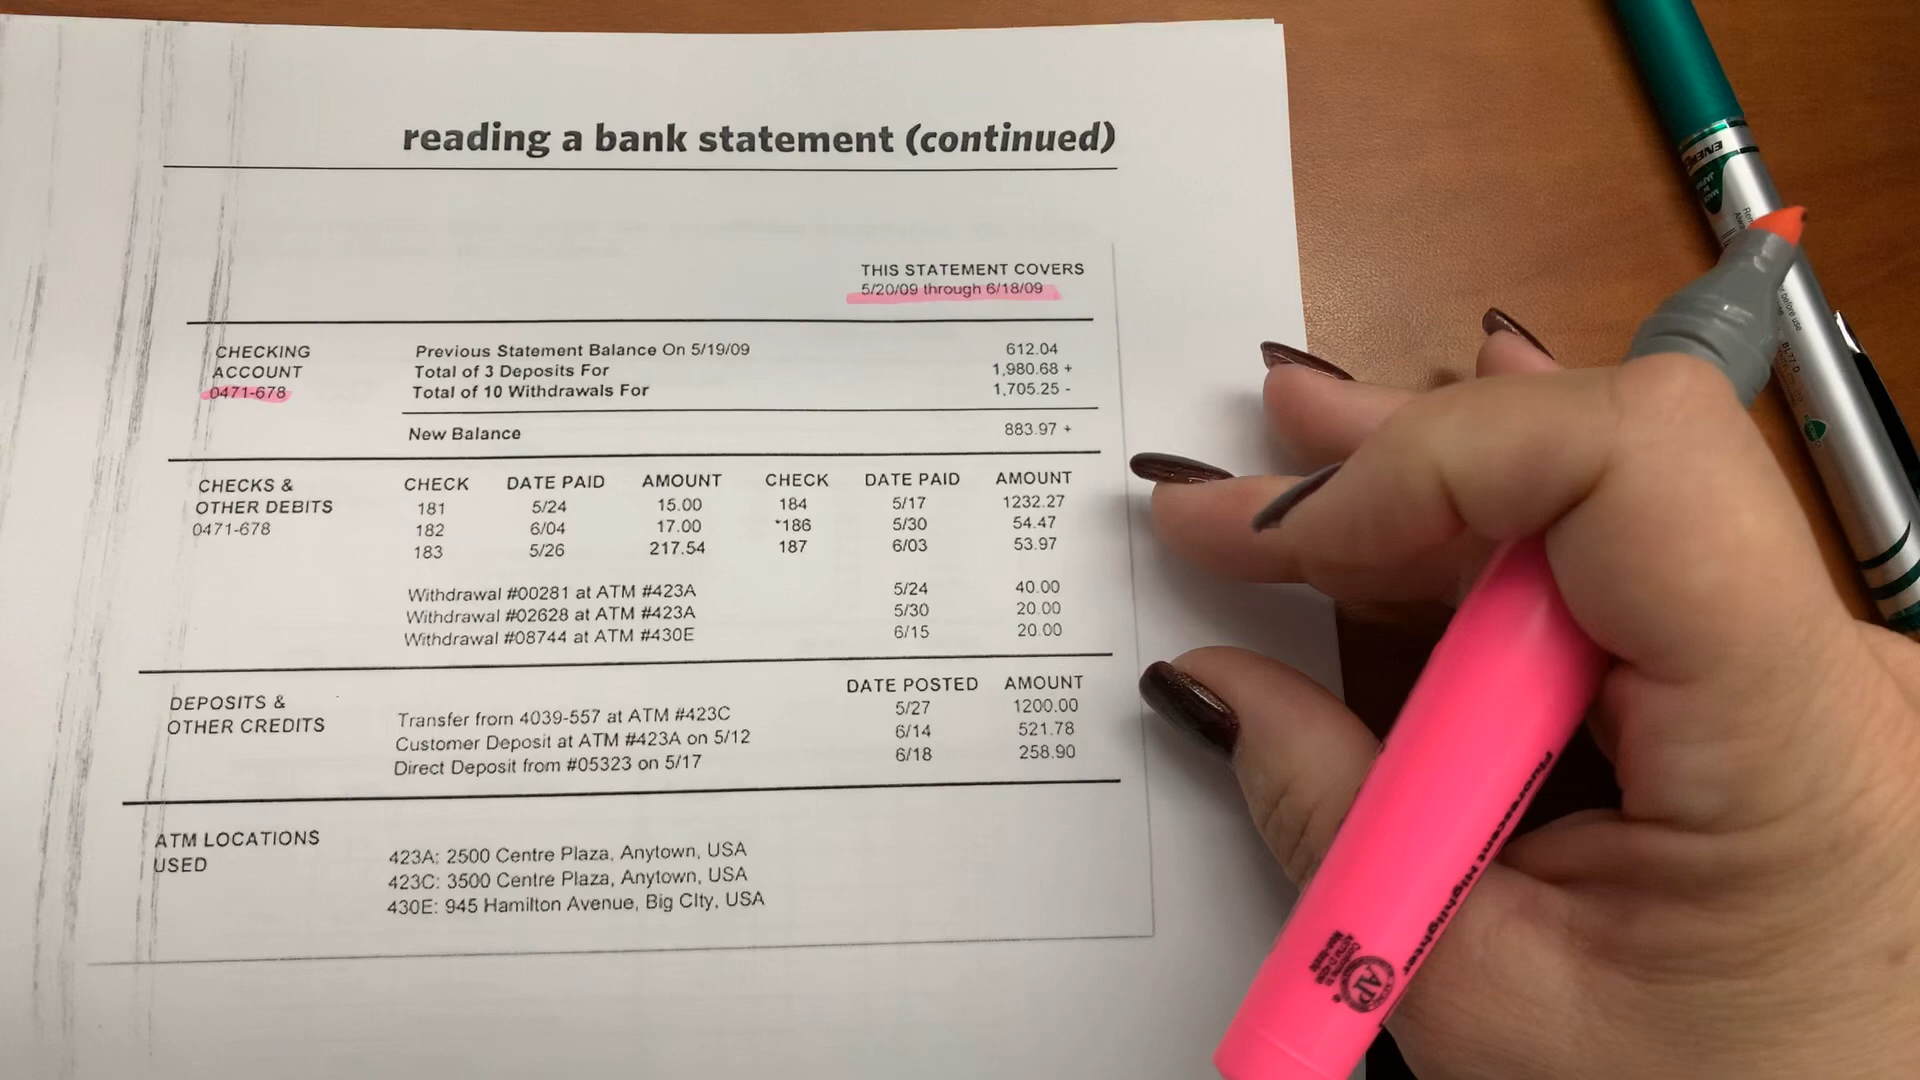 reading a bank statement (continued)
THIS STATEMENT COVERS
5/20/09 through 6/18/09
CHECKING ACCOUNT 0471-678
Previous Statement Balance On 5/19/09 612.04
Total of 3 Deposits For 1,980.68 +
Total of 10 Withdrawals For 1,705.25 -
New Balance 883.97 +
CHECKS & OTHER DEBITS 0471-678
CHECK DATE PAID AMOUNT CHECK DATE PAID AMOUNT
181 5/24 15.00 184 5/17 1232.27
182 6/04 17.00 *186 5/30 54.47
183 5/26 217.54 187 6/03 53.97
Withdrawal #00281 at ATM #423A 5/24 40.00
Withdrawal #02628 at ATM #423A 5/30 20.00
Withdrawal #08744 at ATM #430E 6/15 20.00
DEPOSITS & OTHER CREDITS
DATE POSTED AMOUNT
Transfer from 4039-557 at ATM #423C 5/27 1200.00
Customer Deposit at ATM #423A on 5/12 6/14 521.78
Direct Deposit from #05323 on 5/17 6/18 258.90
ATM LOCATIONS USED
423A: 2500 Centre Plaza, Anytown, USA
423C: 3500 Centre Plaza, Anytown, USA
430E: 945 Hamilton Avenue, Big CIty, USA
Fluorescent Highlighter
AP
MADE IN JAPAN
BL77-D